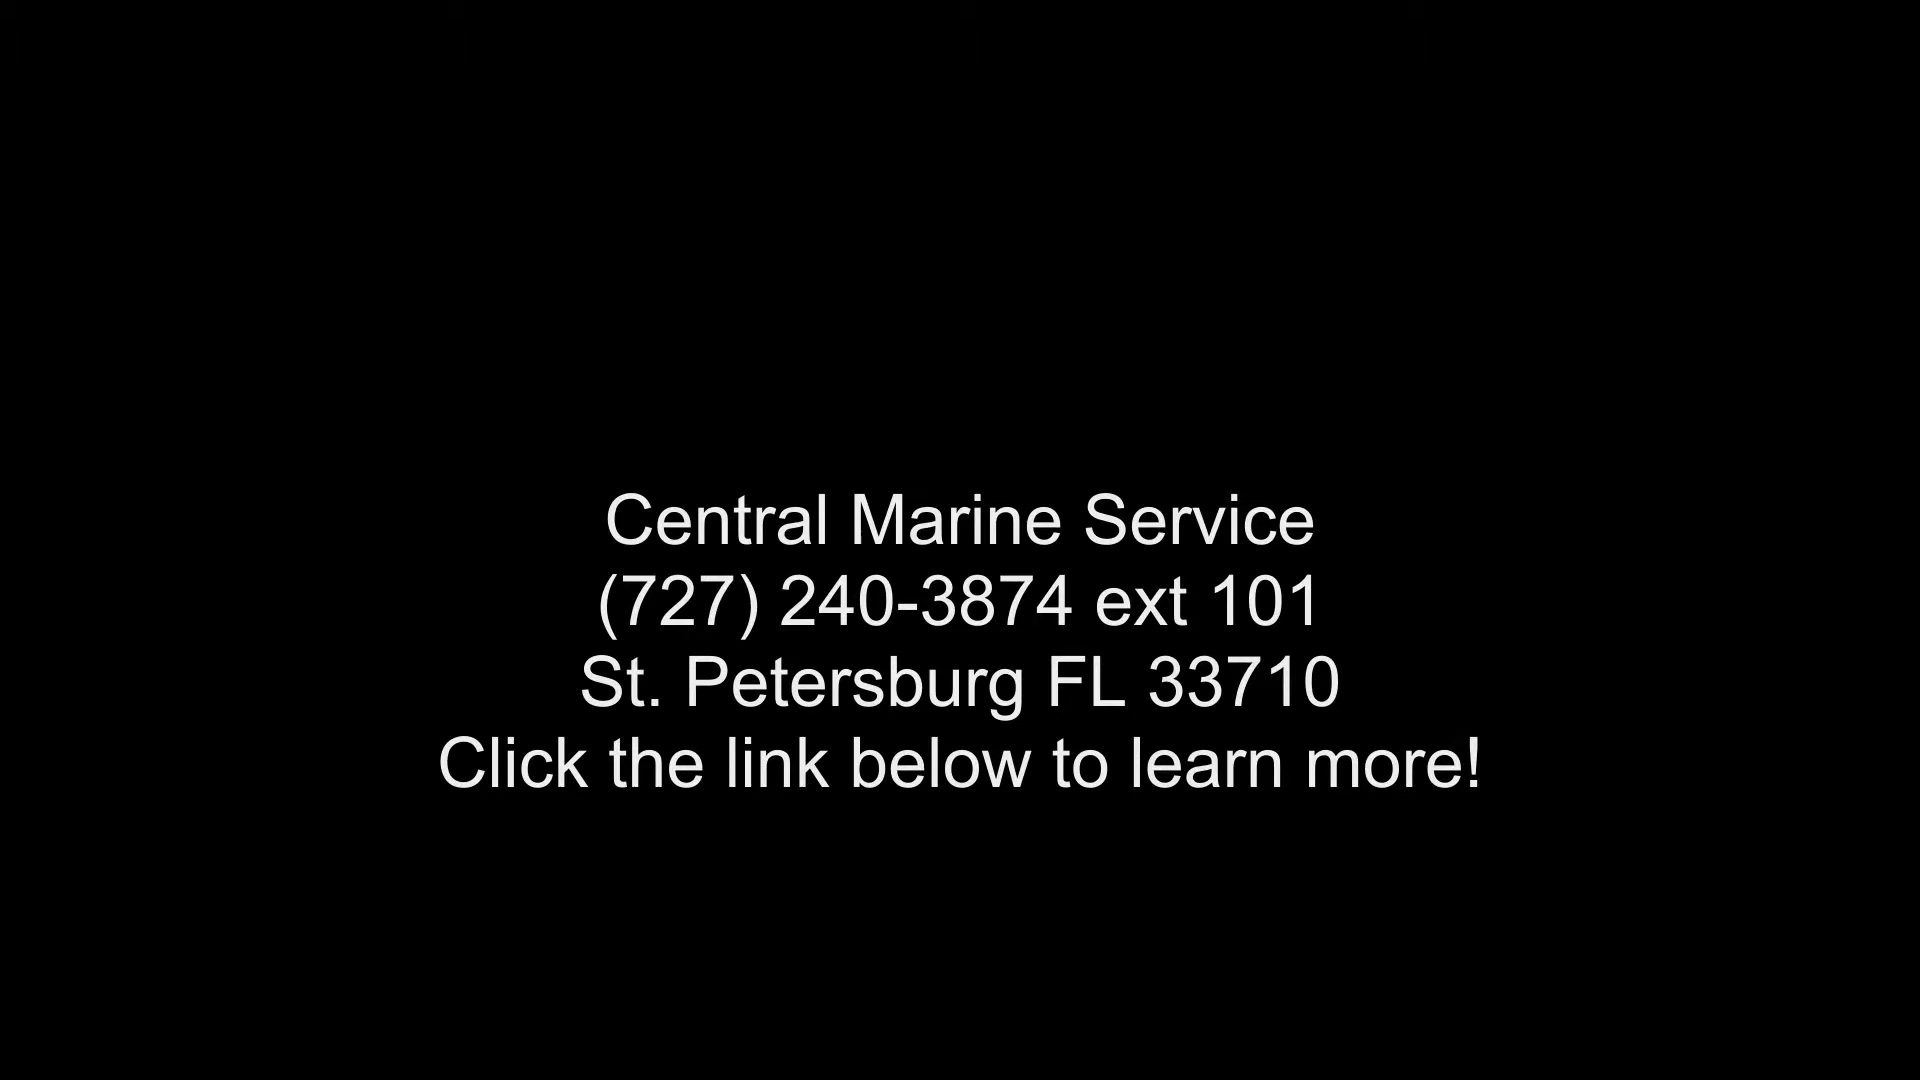 Central Marine Service
(727) 240-3874 ext 101
St. Petersburg FL 33710
Click the link below to learn more!